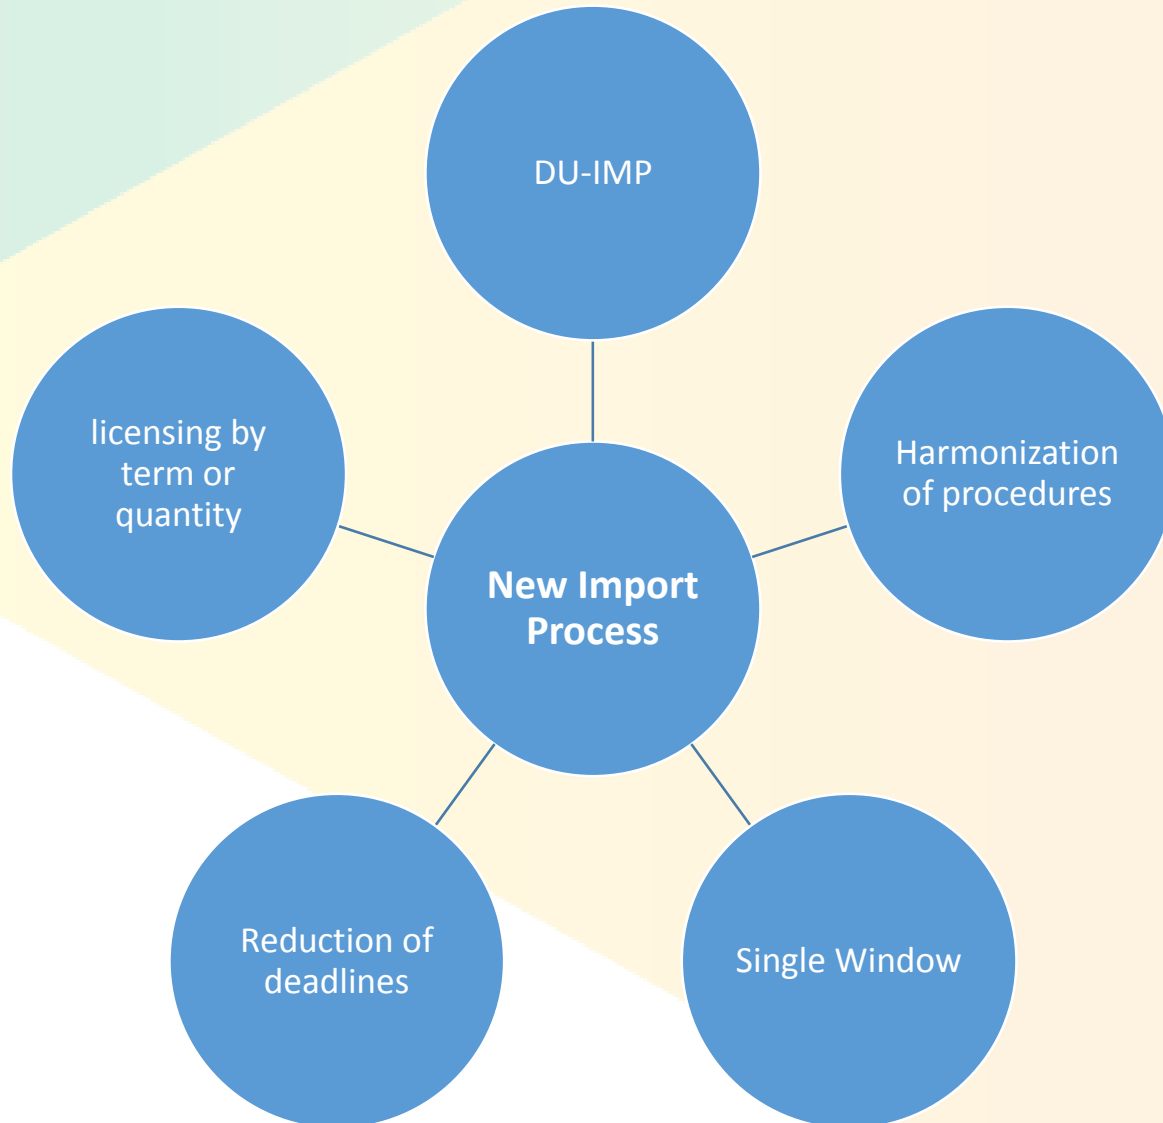 DU-IMP
licensing by
term or
quantity
Harmonization
of procedures
New Import
Process
Reduction of
deadlines
Single Window